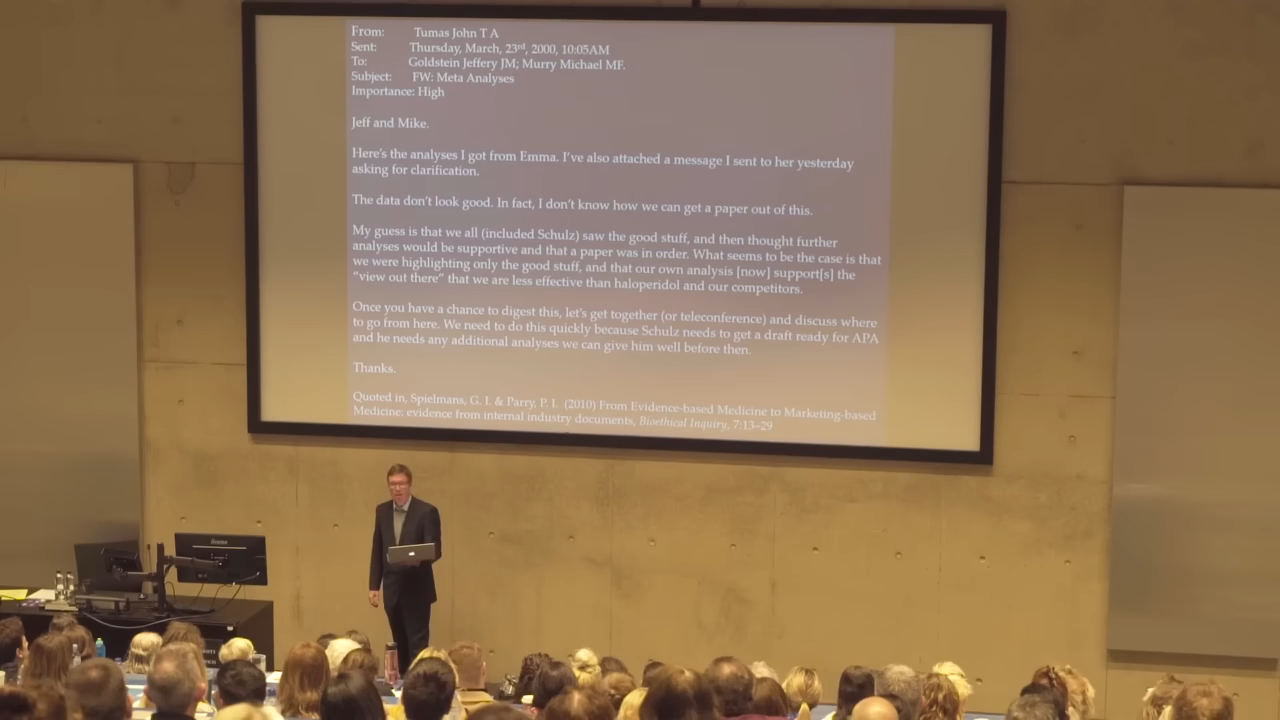 From: Tumas John T A
Sent: Thursday, March, 23rd, 2000, 10:05AM
To: Goldstein Jeffery JM; Murry Michael MF.
Subject: FW: Meta Analyses
Importance: High
Jeff and Mike.
Here's the analyses I got from Emma. I've also attached a message I sent to her yesterday
asking for clarification.
The data don't look good. In fact, I don't know how we can get a paper out of this.
My guess is that we all (included Schulz) saw the good stuff, and then thought further
analyses would be supportive and that a paper was in order. What seems to be the case is that
we were highlighting only the good stuff, and that our own analysis [now] support[s] the
"view out there" that we are less effective than haloperidol and our competitors.
Once you have a chance to digest this, let's get together (or teleconference) and discuss where
to go from here. We need to do this quickly because Schulz needs to get a draft ready for APA
and he needs any additional analyses we can give him well before then.
Thanks.
Quoted in, Spielmans, G. I. & Parry, P. I. (2010) From Evidence-based Medicine to Marketing-based
Medicine: evidence from internal industry documents, Bioethical Inquiry, 7:13–29